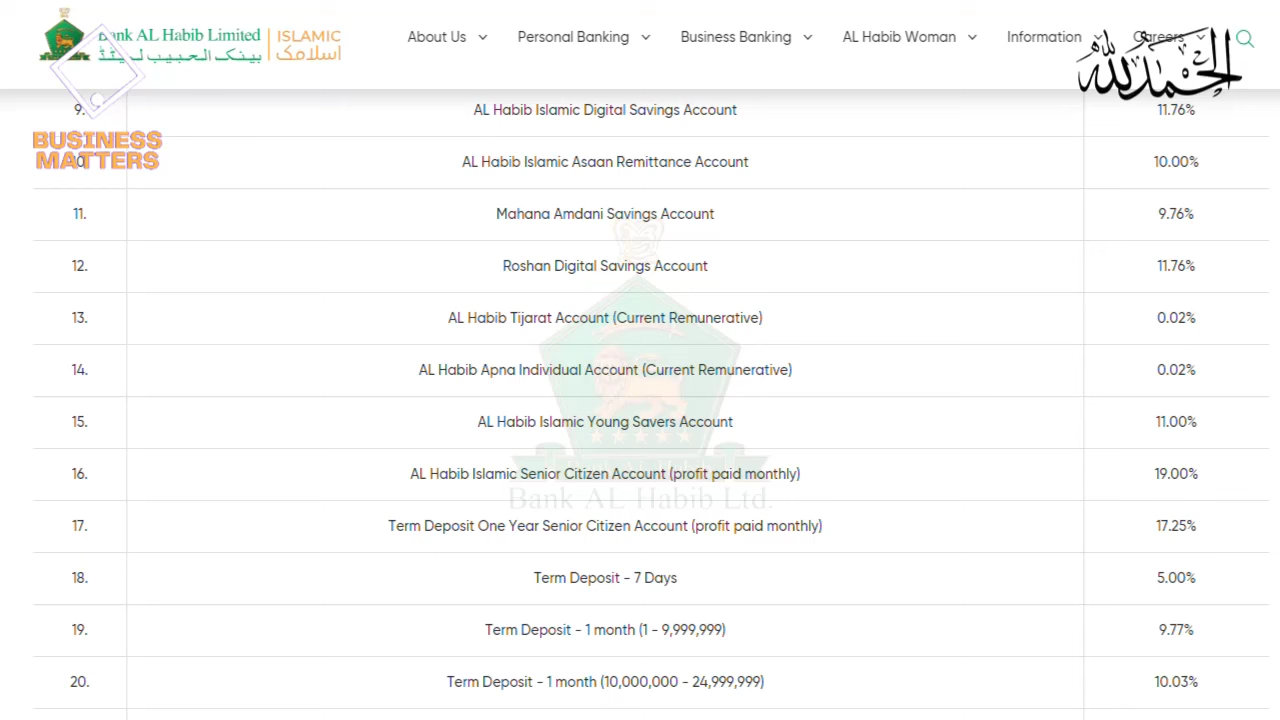 Bank AL Habib Limited
ISLAMIC
بينک الحبیب لمیٹڈ
اسلامک
About Us
Personal Banking
Business Banking
AL Habib Woman
Information
Careers
الحمد لله
BUSINESS
MATTERS
9. AL Habib Islamic Digital Savings Account 11.76%
10. AL Habib Islamic Asaan Remittance Account 10.00%
11. Mahana Amdani Savings Account 9.76%
12. Roshan Digital Savings Account 11.76%
13. AL Habib Tijarat Account (Current Remunerative) 0.02%
14. AL Habib Apna Individual Account (Current Remunerative) 0.02%
15. AL Habib Islamic Young Savers Account 11.00%
16. AL Habib Islamic Senior Citizen Account (profit paid monthly) 19.00%
Bank AL Habib Ltd.
17. Term Deposit One Year Senior Citizen Account (profit paid monthly) 17.25%
18. Term Deposit - 7 Days 5.00%
19. Term Deposit - 1 month (1 - 9,999,999) 9.77%
20. Term Deposit - 1 month (10,000,000 - 24,999,999) 10.03%